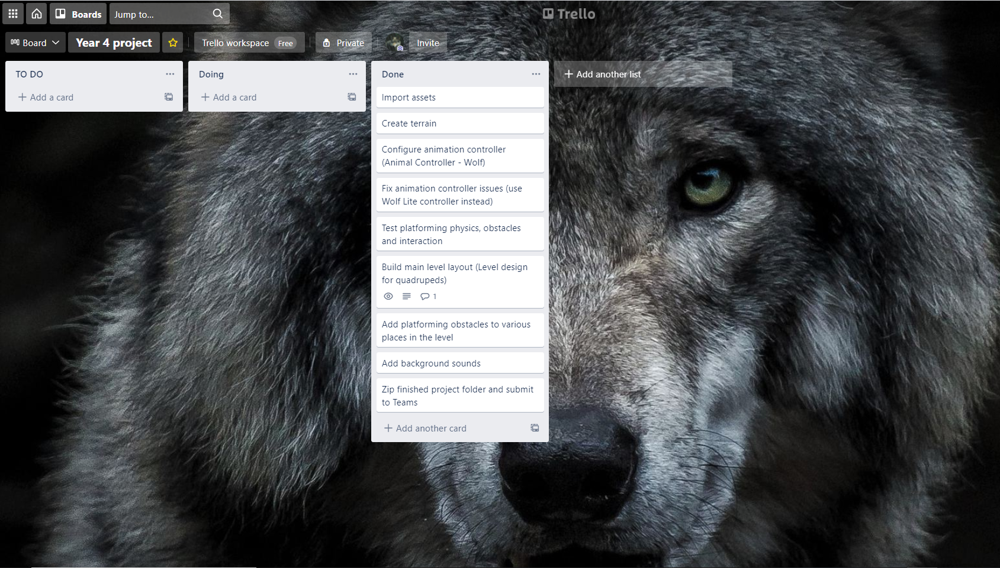 Boards
Jump to...
Trello
Board
Year 4 project
Trello workspace Free
Private
Invite
TO DO
Add a card
Doing
Add a card
Done
Import assets
Create terrain
Configure animation controller
(Animal Controller - Wolf)
Fix animation controller issues (use
Wolf Lite controller instead)
Test platforming physics, obstacles
and interaction
Build main level layout (Level design
for quadrupeds)
1
Add platforming obstacles to various
places in the level
Add background sounds
Zip finished project folder and submit
to Teams
Add another card
Add another list